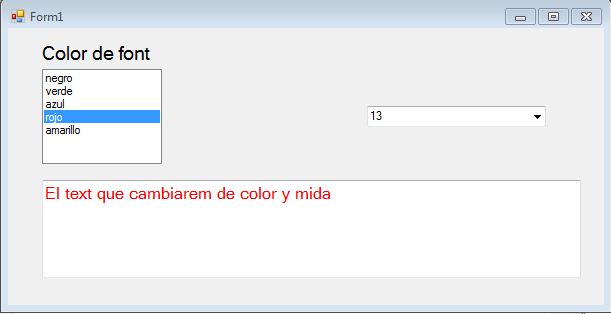 Form1
Color de font
negro
verde
azul
rojo
amarillo
13
El text que cambiarem de color y mida